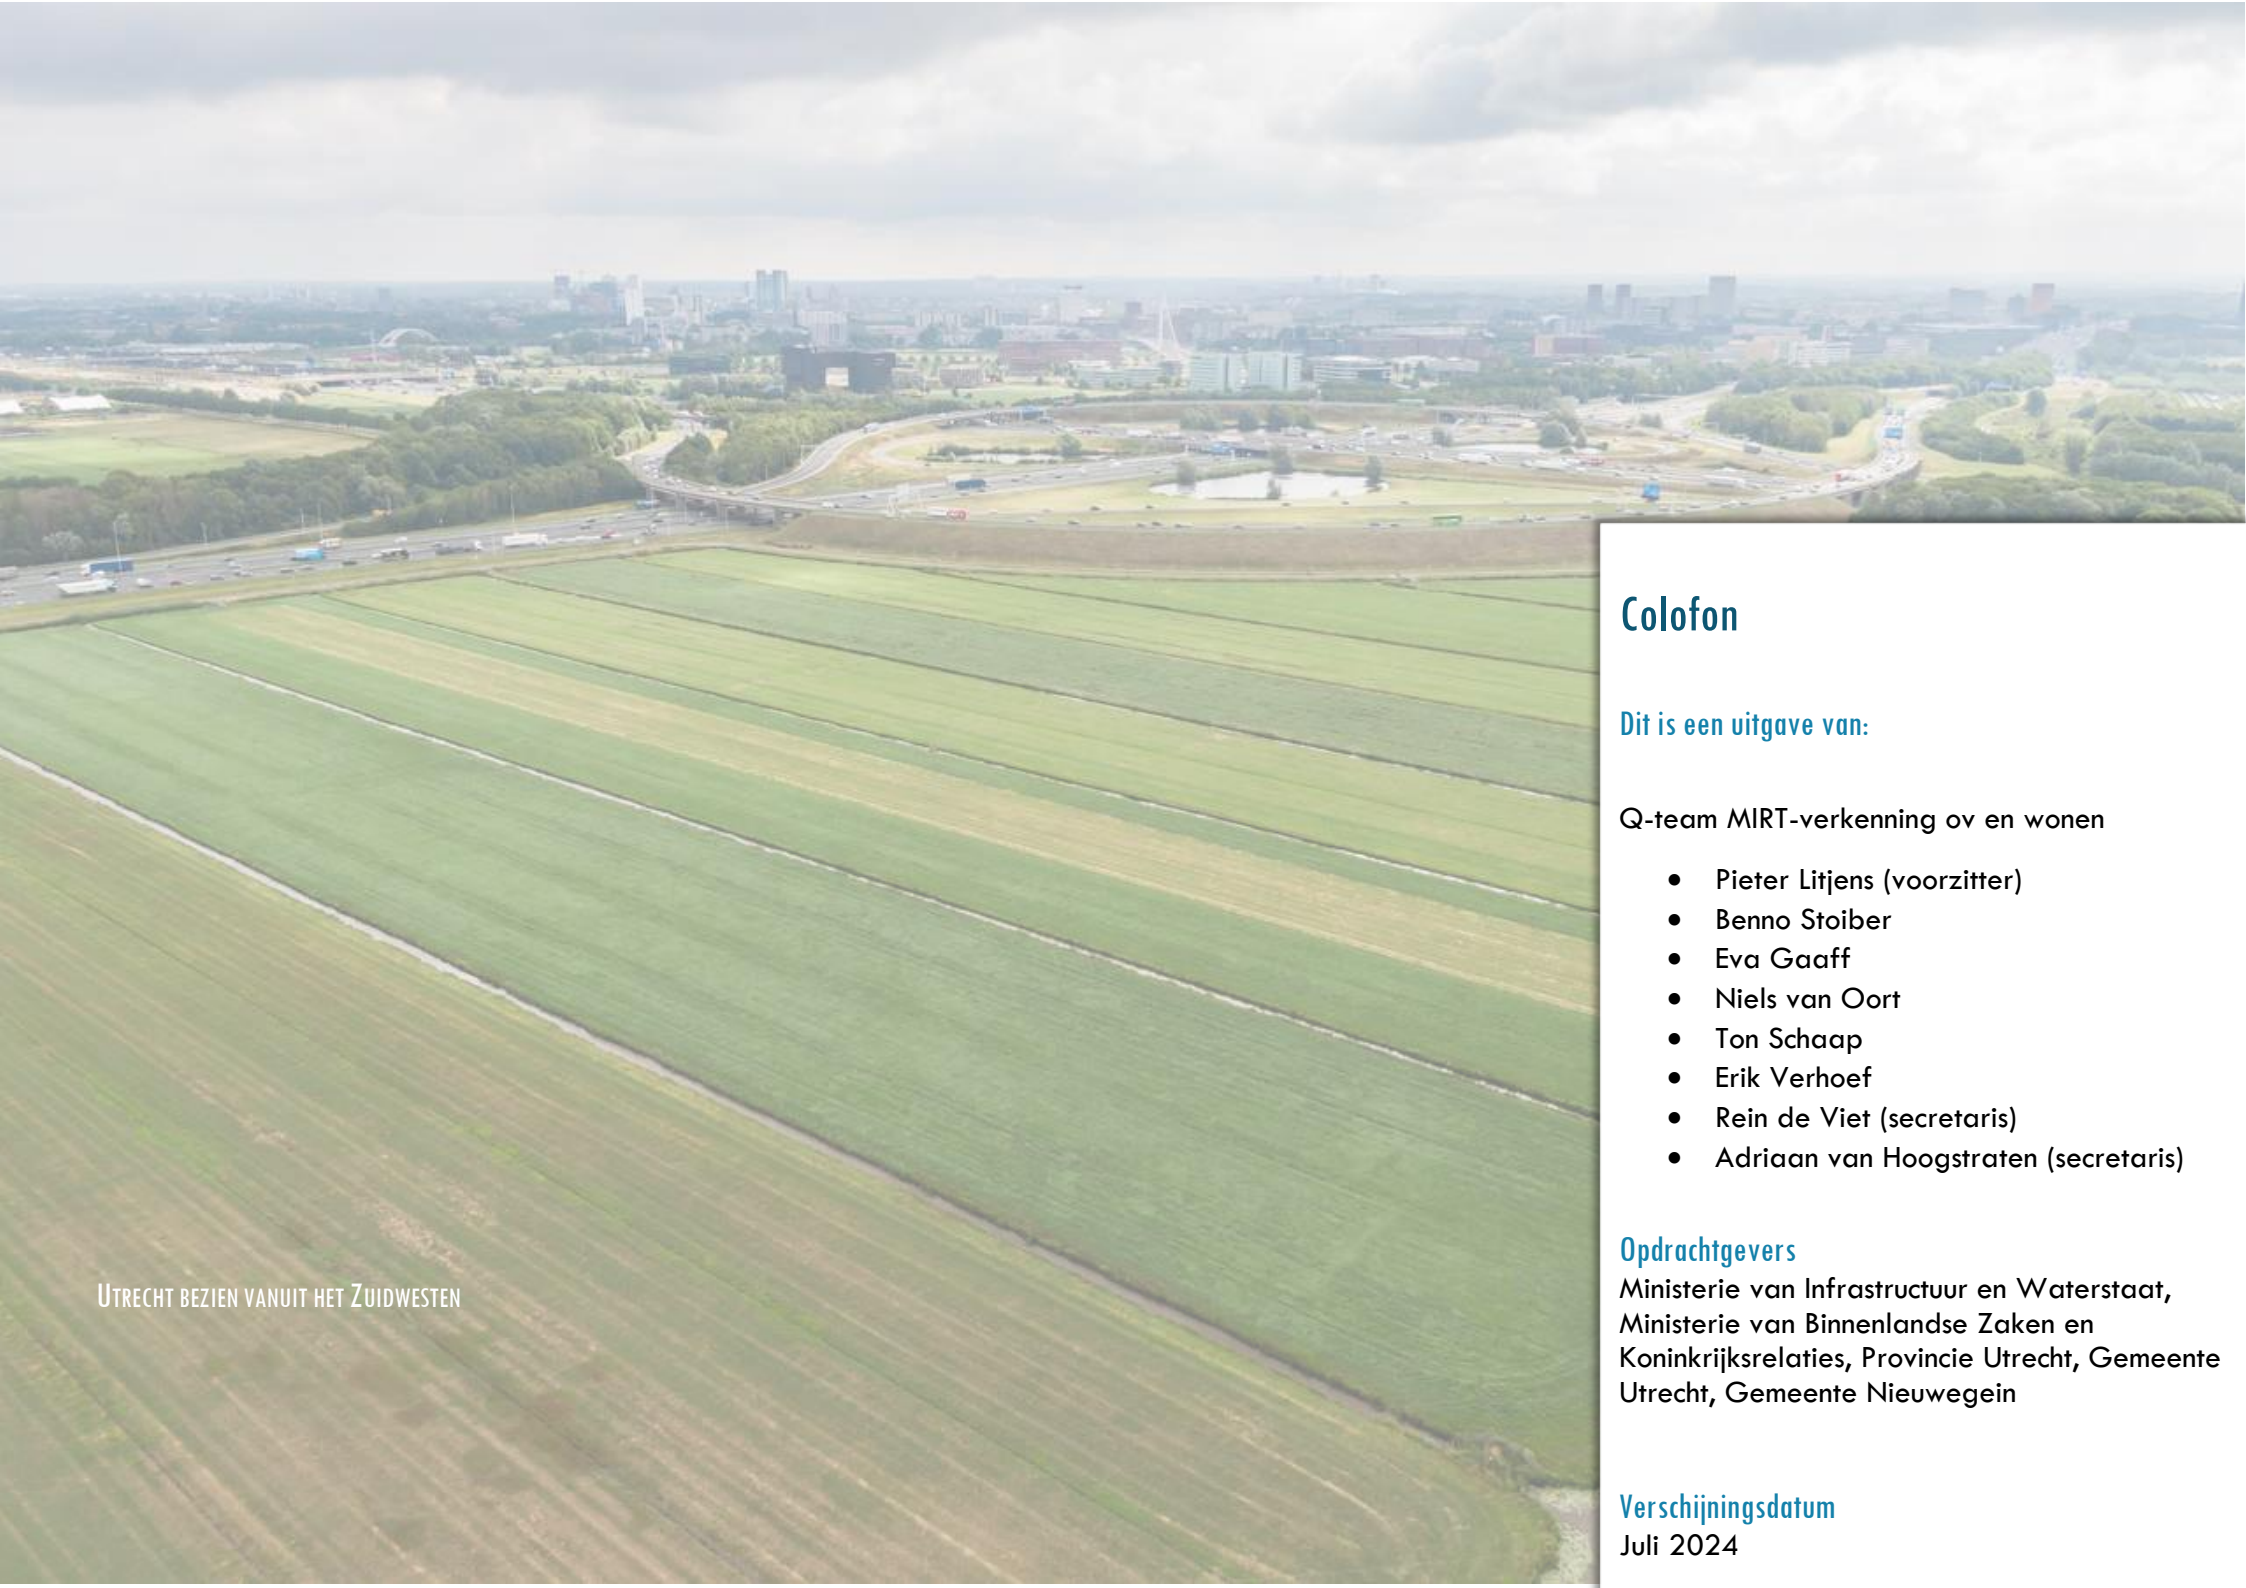 Colofon
Dit is een uitgave van:
Q-team MIRT-verkenning ov en wonen
• Pieter Litjens (voorzitter)
• Benno Stoiber
• Eva Gaaff
• Niels van Oort
• Ton Schaap
• Erik Verhoef
• Rein de Viet (secretaris)
• Adriaan van Hoogstraten (secretaris)
Opdrachtgevers
Ministerie van Infrastructuur en Waterstaat,
Ministerie van Binnenlandse Zaken en
Koninkrijksrelaties, Provincie Utrecht, Gemeente
Utrecht, Gemeente Nieuwegein
Verschijningsdatum
Juli 2024
UTRECHT BEZIEN VANUIT HET ZUIDWESTEN